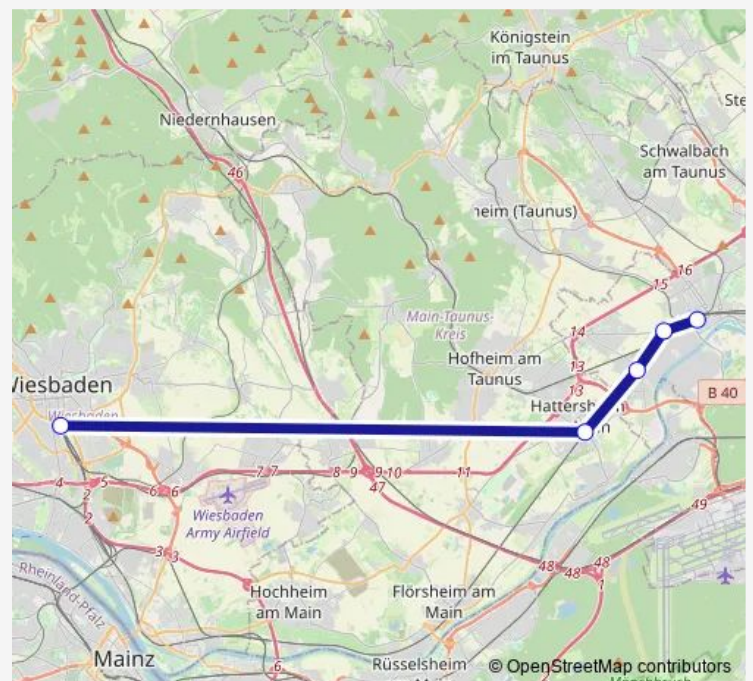 Königstein
im Taunus
Niedernhausen
Schwalbach
am Taunus
46
neim (Taunus)
16
15
Main-Taunus-
Kreis
14
Hofheim am
Taunus
13
13
Wiesbaden
B 40
Hattersh
n
4
5
2
2
6
6
7
7
8
9
9
10
11
47
49
Wiesbaden
Army Airfield
3
3
48
48
48
1
Rheinland-Pfalz
Hochheim
am Main
Flörsheim am
Main
Mainz
6
Rüsselsheim
© OpenStreetMap contributors